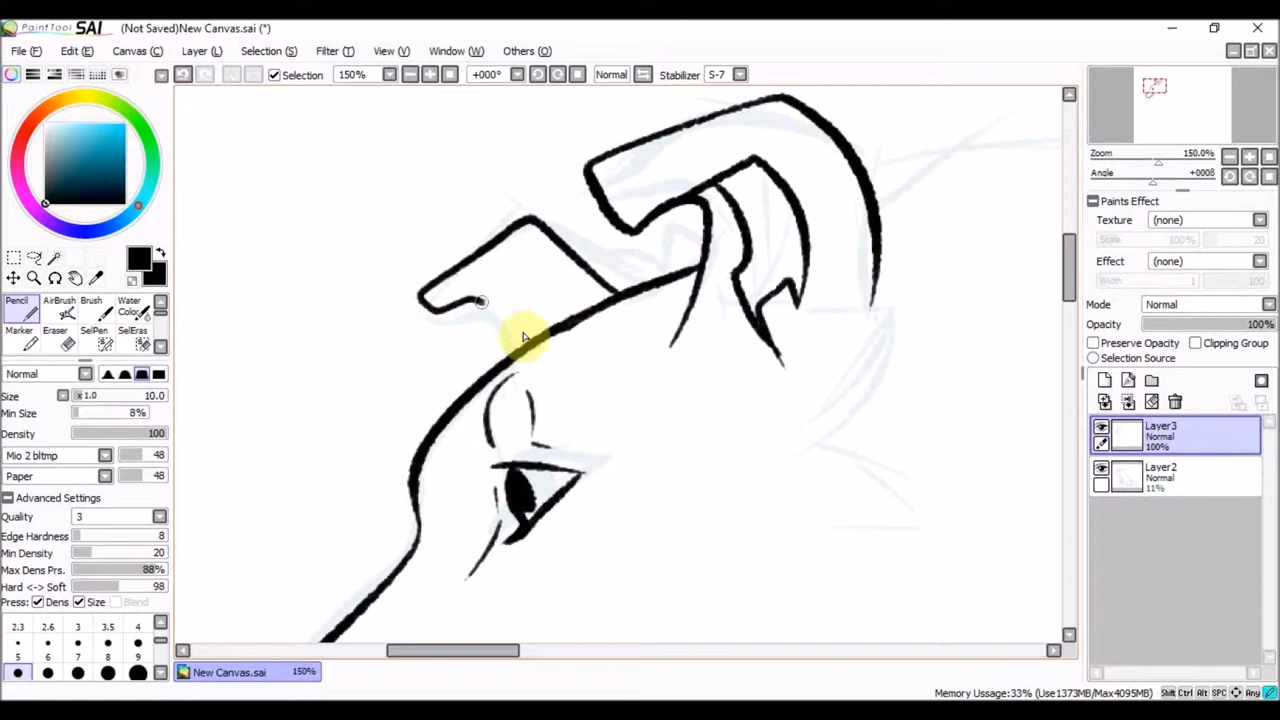 PaintTool SAI (Not Saved)New Canvas.sai (*)
File (F) Edit (E) Canvas (C) Layer (L) Selection (S) Filter (T) View (V) Window (W) Others (O)
Selection 150% +000° Normal Stabilizer S-7
Zoom 150.0%
Angle +0008
Paints Effect
Texture (none)
Scale 100% 20
Effect (none)
Width 1 100
Mode Normal
Opacity 100%
Preserve Opacity Clipping Group
Selection Source
Layer3
Normal
100%
Layer2
Normal
11%
Pencil AirBrush Brush Water Color
Marker Eraser SelPen SelEras
Normal
Size x 1.0 10.0
Min Size 8%
Density 100
Mio 2 bltmp 48
Paper 48
Advanced Settings
Quality 3
Edge Hardness 8
Min Density 20
Max Dens Prs. 88%
Hard <-> Soft 98
Press: Dens Size Blend
2.3 2.6 3 3.5 4
5 6 7 8 9
New Canvas.sai 150%
Memory Usage:33% (Use1373MB/Max4095MB) Shift Ctrl Alt SPC Any